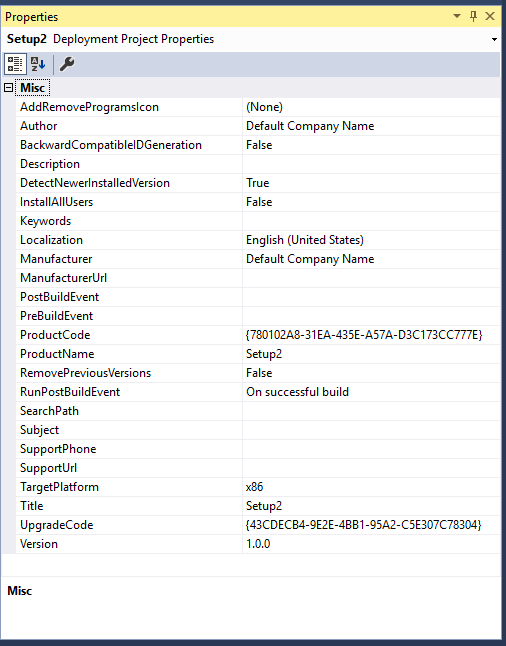 Properties
Setup2 Deployment Project Properties
Misc
AddRemoveProgramsIcon (None)
Author Default Company Name
BackwardCompatibleIDGeneration False
Description
DetectNewerInstalledVersion True
InstallAllUsers False
Keywords
Localization English (United States)
Manufacturer Default Company Name
ManufacturerUrl
PostBuildEvent
PreBuildEvent
ProductCode {780102A8-31EA-435E-A57A-D3C173CC777E}
ProductName Setup2
RemovePreviousVersions False
RunPostBuildEvent On successful build
SearchPath
Subject
SupportPhone
SupportUrl
TargetPlatform x86
Title Setup2
UpgradeCode {43CDECB4-9E2E-4BB1-95A2-C5E307C78304}
Version 1.0.0
Misc